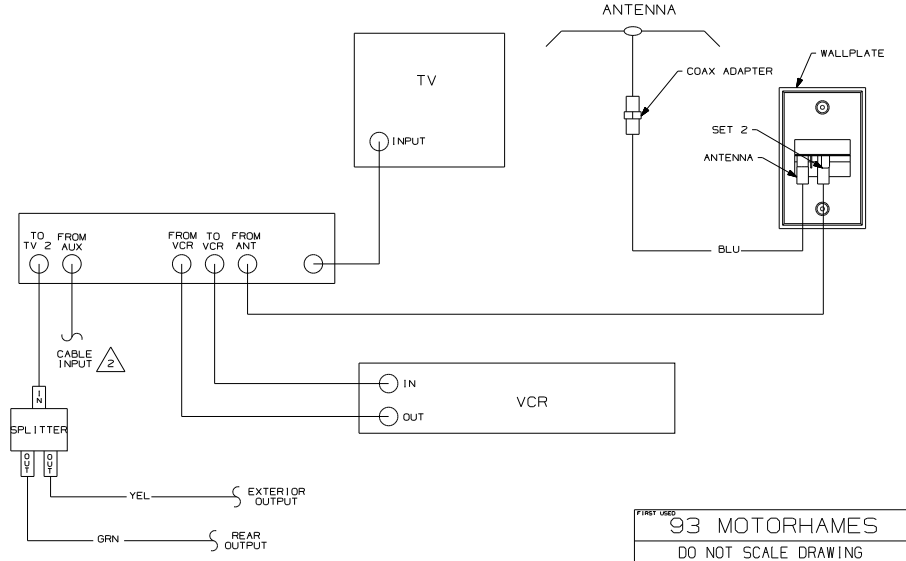 ANTENNA
WALLPLATE
TV
COAX ADAPTER
SET 2
INPUT
ANTENNA
TO TV 2
FROM AUX
FROM VCR
TO VCR
FROM ANT
BLU
CABLE INPUT
2
IN
VCR
OUT
IN
SPLITTER
OUT
OUT
YEL
EXTERIOR OUTPUT
GRN
REAR OUTPUT
FIRST USED
93 MOTORHAMES
DO NOT SCALE DRAWING